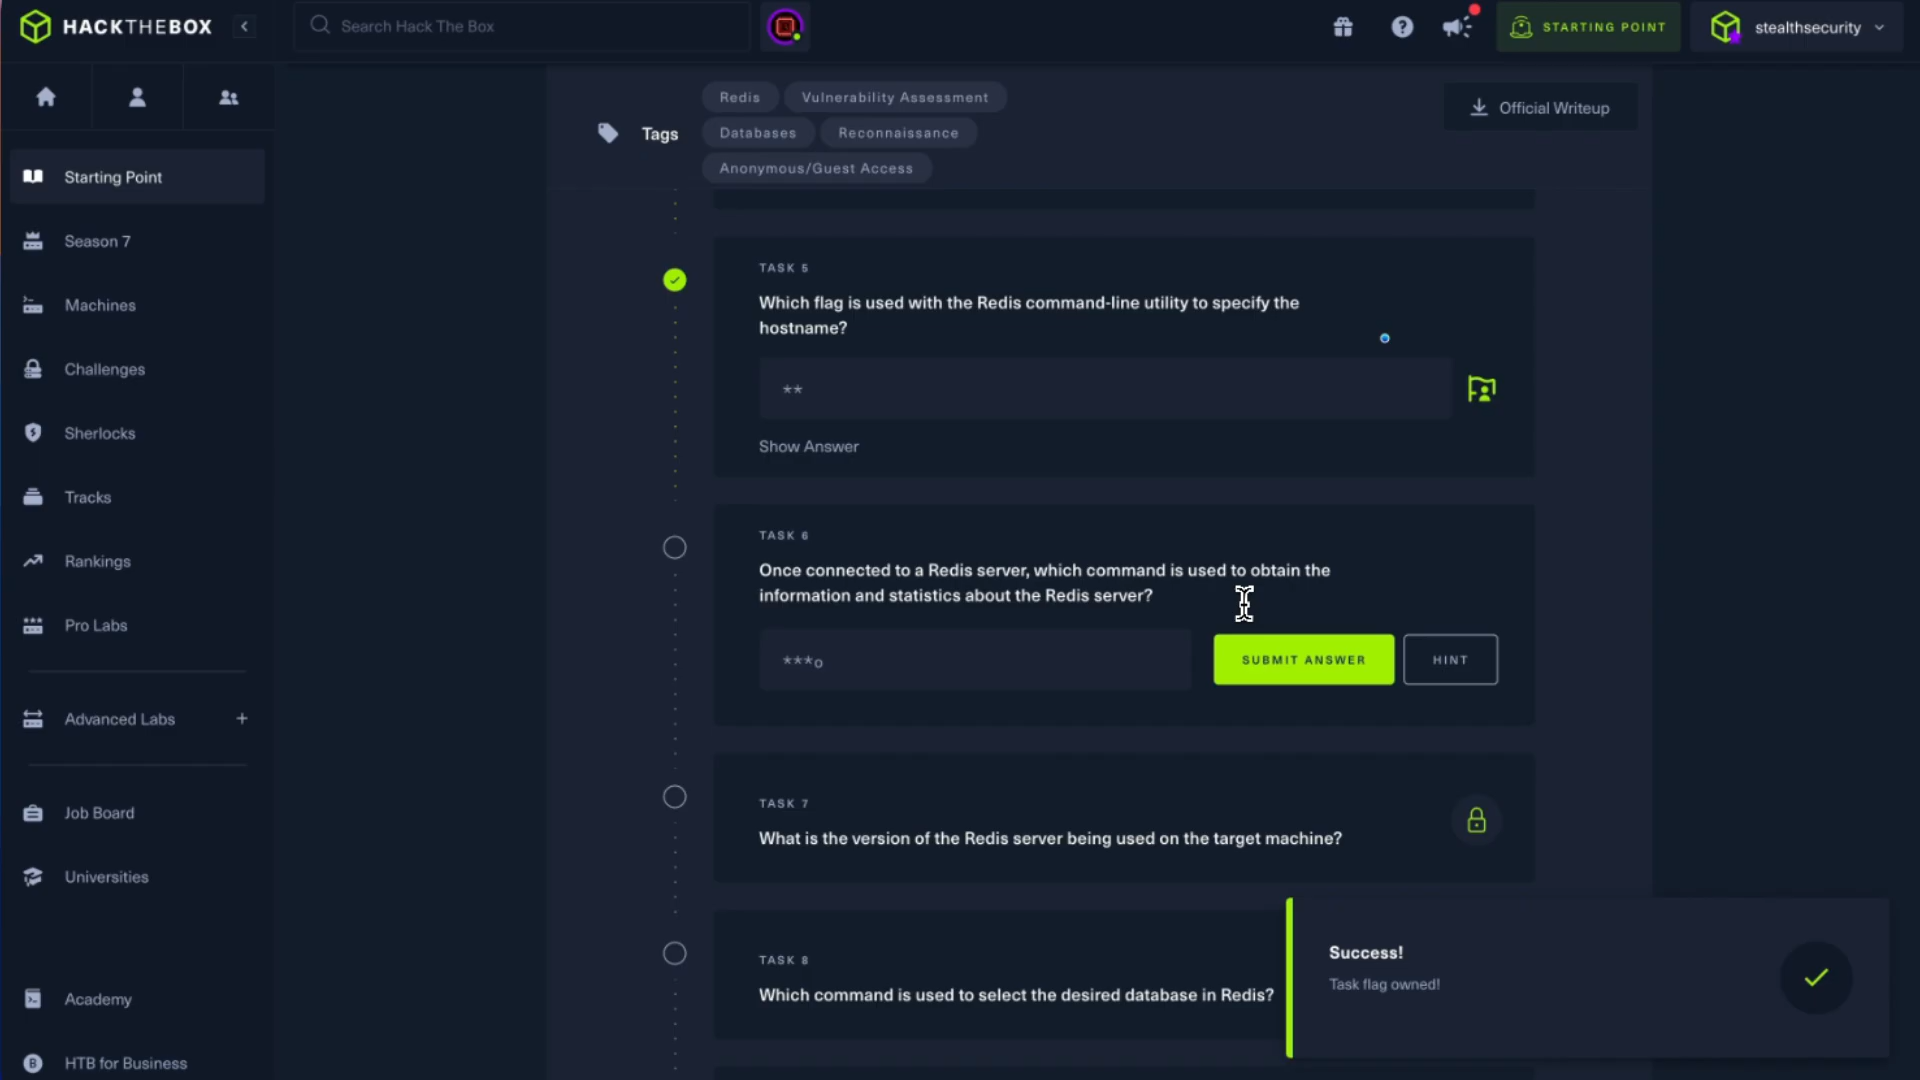 HACKTHEBOX
Search Hack The Box
STARTING POINT
stealthsecurity
Starting Point
Season 7
Machines
Challenges
Sherlocks
Tracks
Rankings
Pro Labs
Advanced Labs
+
Job Board
Universities
Academy
HTB for Business
Tags
Redis
Vulnerability Assessment
Databases
Reconnaissance
Anonymous/Guest Access
Official Writeup
TASK 5
Which flag is used with the Redis command-line utility to specify the
hostname?
**
Show Answer
TASK 6
Once connected to a Redis server, which command is used to obtain the
information and statistics about the Redis server?
***o
SUBMIT ANSWER
HINT
TASK 7
What is the version of the Redis server being used on the target machine?
TASK 8
Which command is used to select the desired database in Redis?
Success!
Task flag owned!